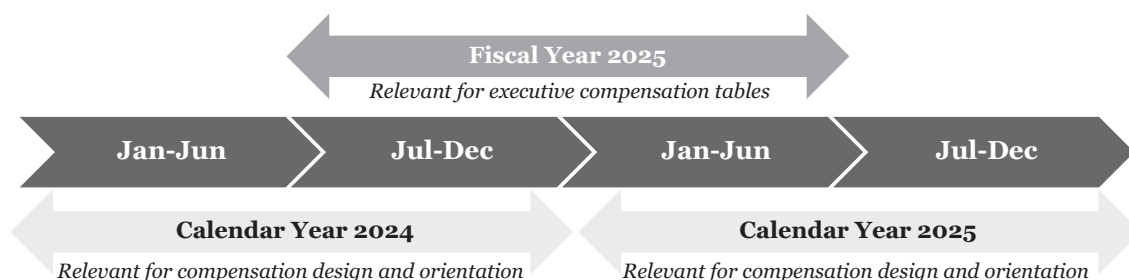 Fiscal Year 2025
Relevant for executive compensation tables
Jan-Jun Jul-Dec Jan-Jun Jul-Dec
Calendar Year 2024 Calendar Year 2025
Relevant for compensation design and orientation Relevant for compensation design and orientation